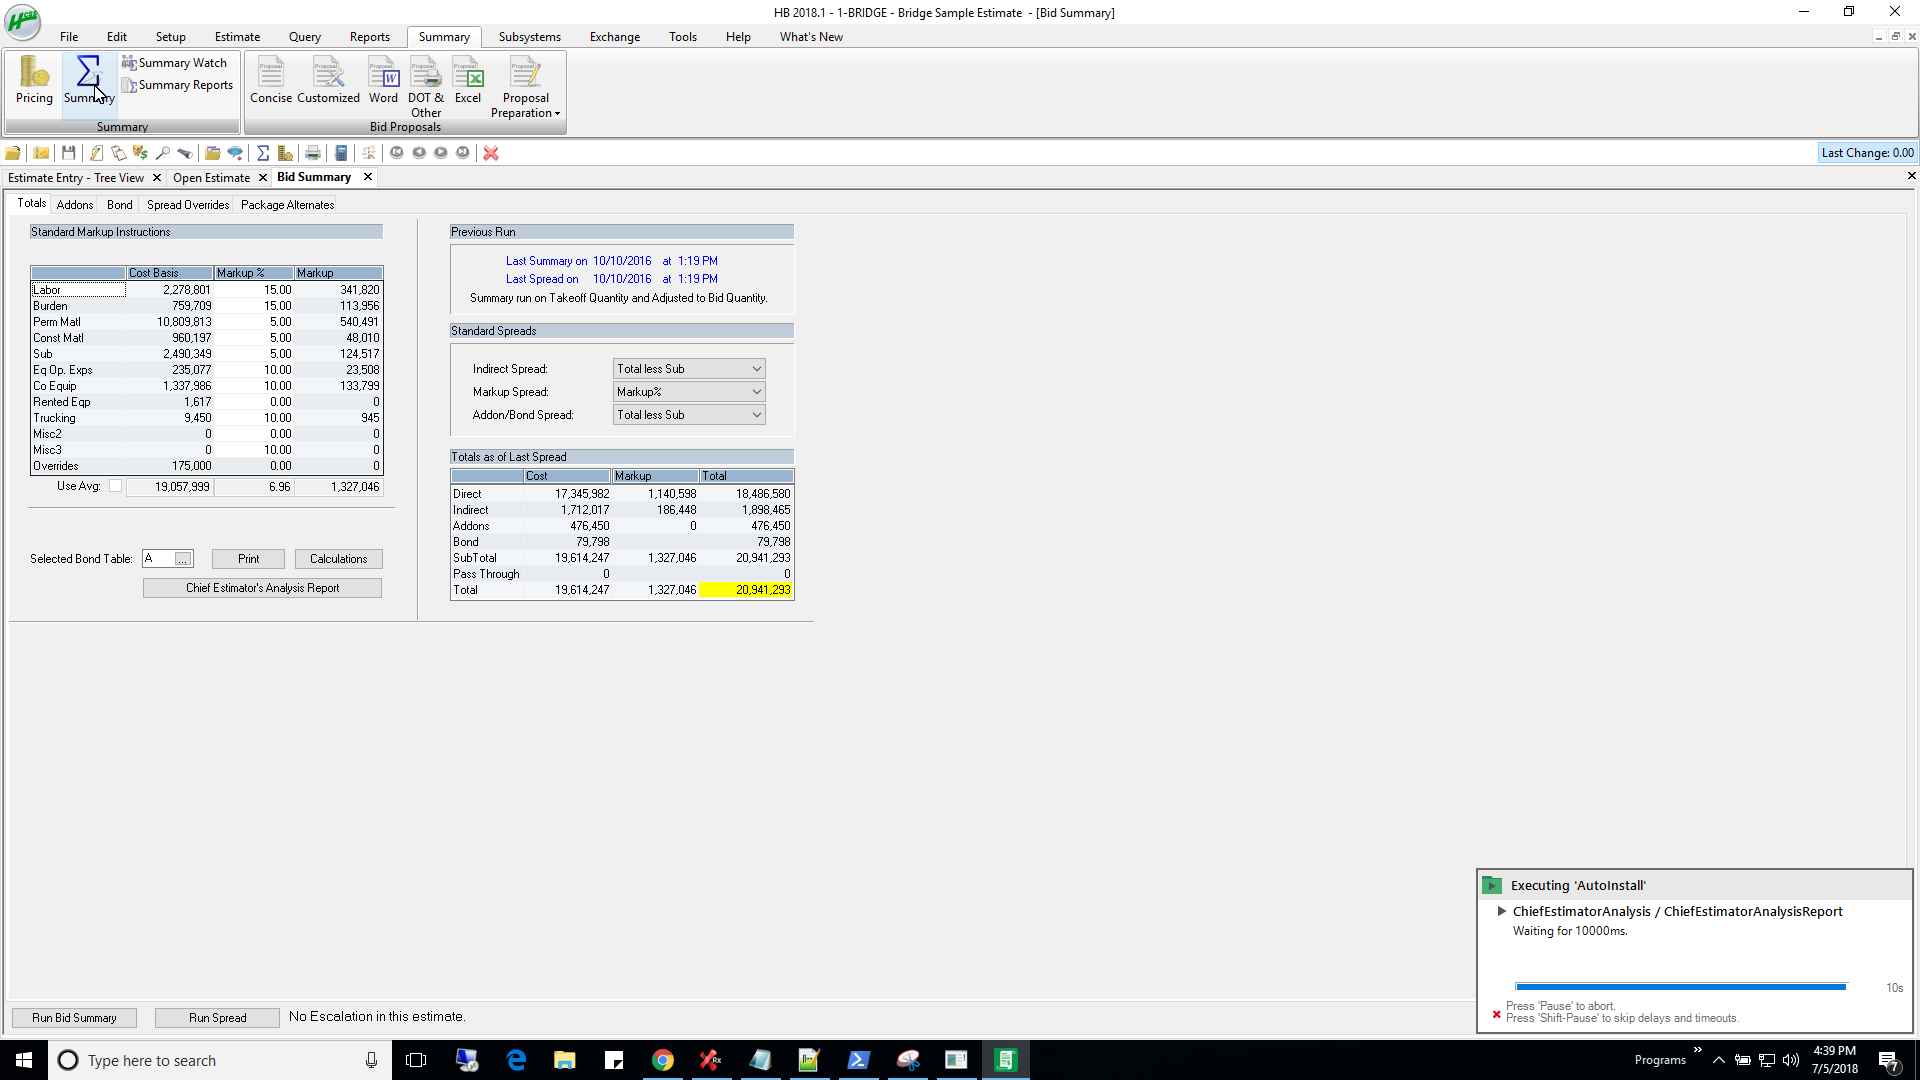 HB 2018.1 - 1-BRIDGE - Bridge Sample Estimate - [Bid Summary]
File Edit Setup Estimate Query Reports Summary Subsystems Exchange Tools Help What's New
Pricing Summary Summary Watch Summary Reports
Summary
Concise Customized Word DOT & Other Excel Proposal Preparation
Bid Proposals
Last Change: 0.00
Estimate Entry - Tree View Open Estimate Bid Summary
Totals Addons Bond Spread Overrides Package Alternates
Standard Markup Instructions
Cost Basis Markup % Markup
Labor 2,278,801 15.00 341,820
Burden 759,709 15.00 113,956
Perm Matl 10,809,813 5.00 540,491
Const Matl 960,197 5.00 48,010
Sub 2,490,349 5.00 124,517
Eq Op. Exps 235,077 10.00 23,508
Co Equip 1,337,986 10.00 133,799
Rented Eqp 1,617 0.00 0
Trucking 9,450 10.00 945
Misc2 0 0.00 0
Misc3 0 10.00 0
Overrides 175,000 0.00 0
Use Avg: 19,057,999 6.96 1,327,046
Selected Bond Table: A ... Print Calculations
Chief Estimator's Analysis Report
Previous Run
Last Summary on 10/10/2016 at 1:19 PM
Last Spread on 10/10/2016 at 1:19 PM
Summary run on Takeoff Quantity and Adjusted to Bid Quantity.
Standard Spreads
Indirect Spread: Total less Sub
Markup Spread: Markup%
Addon/Bond Spread: Total less Sub
Totals as of Last Spread
Cost Markup Total
Direct 17,345,982 1,140,598 18,486,580
Indirect 1,712,017 186,448 1,898,465
Addons 476,450 0 476,450
Bond 79,798 79,798
SubTotal 19,614,247 1,327,046 20,941,293
Pass Through 0 0
Total 19,614,247 1,327,046 20,941,293
Executing 'AutoInstall'
ChiefEstimatorAnalysis / ChiefEstimatorAnalysisReport
Waiting for 10000ms.
10s
Press 'Pause' to abort.
Press 'Shift-Pause' to skip delays and timeouts.
Run Bid Summary Run Spread No Escalation in this estimate.
Type here to search
Programs
4:39 PM
7/5/2018
7